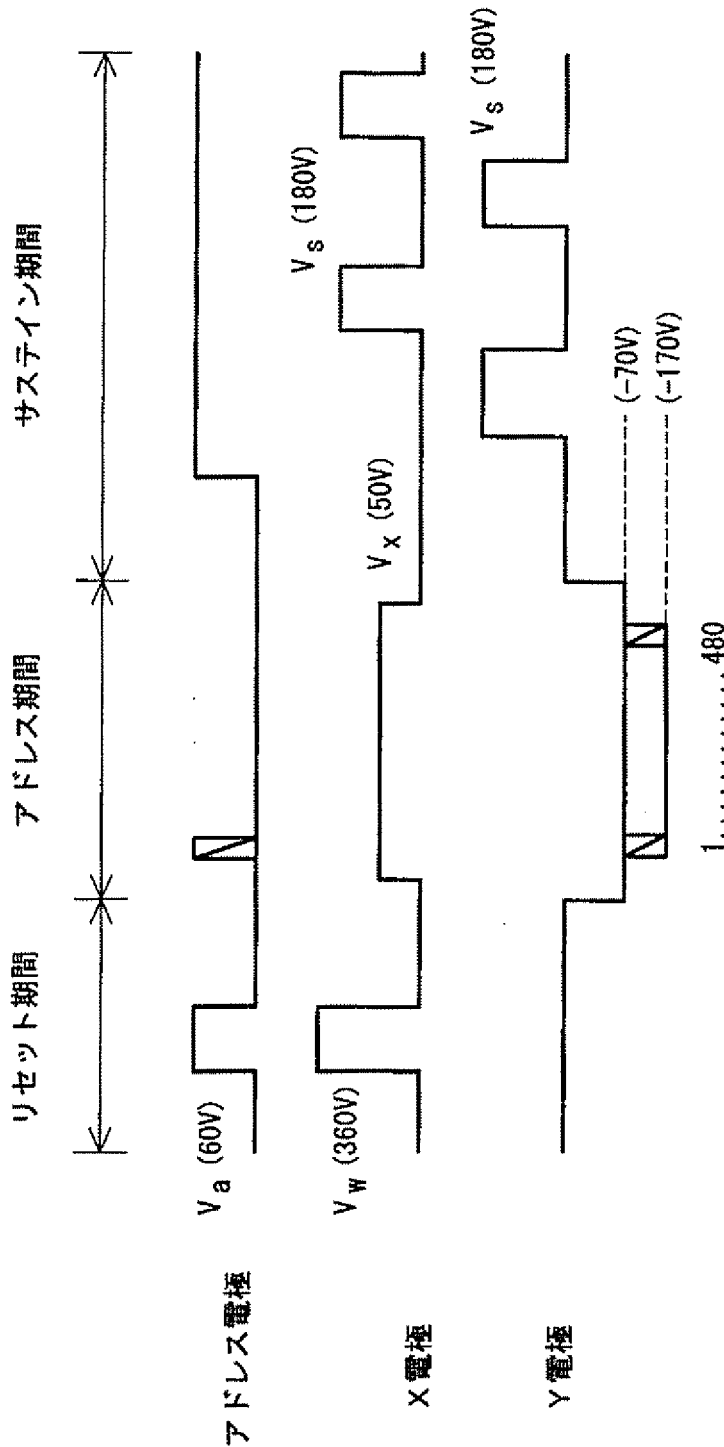 リセット期間
アドレス期間
サステイン期間
アドレス電極
Va (60V)
X電極
Vw (360V)
Vx (50V)
Vs (180V)
Y電極
Vs (180V)
(-70V)
(-170V)
1............480